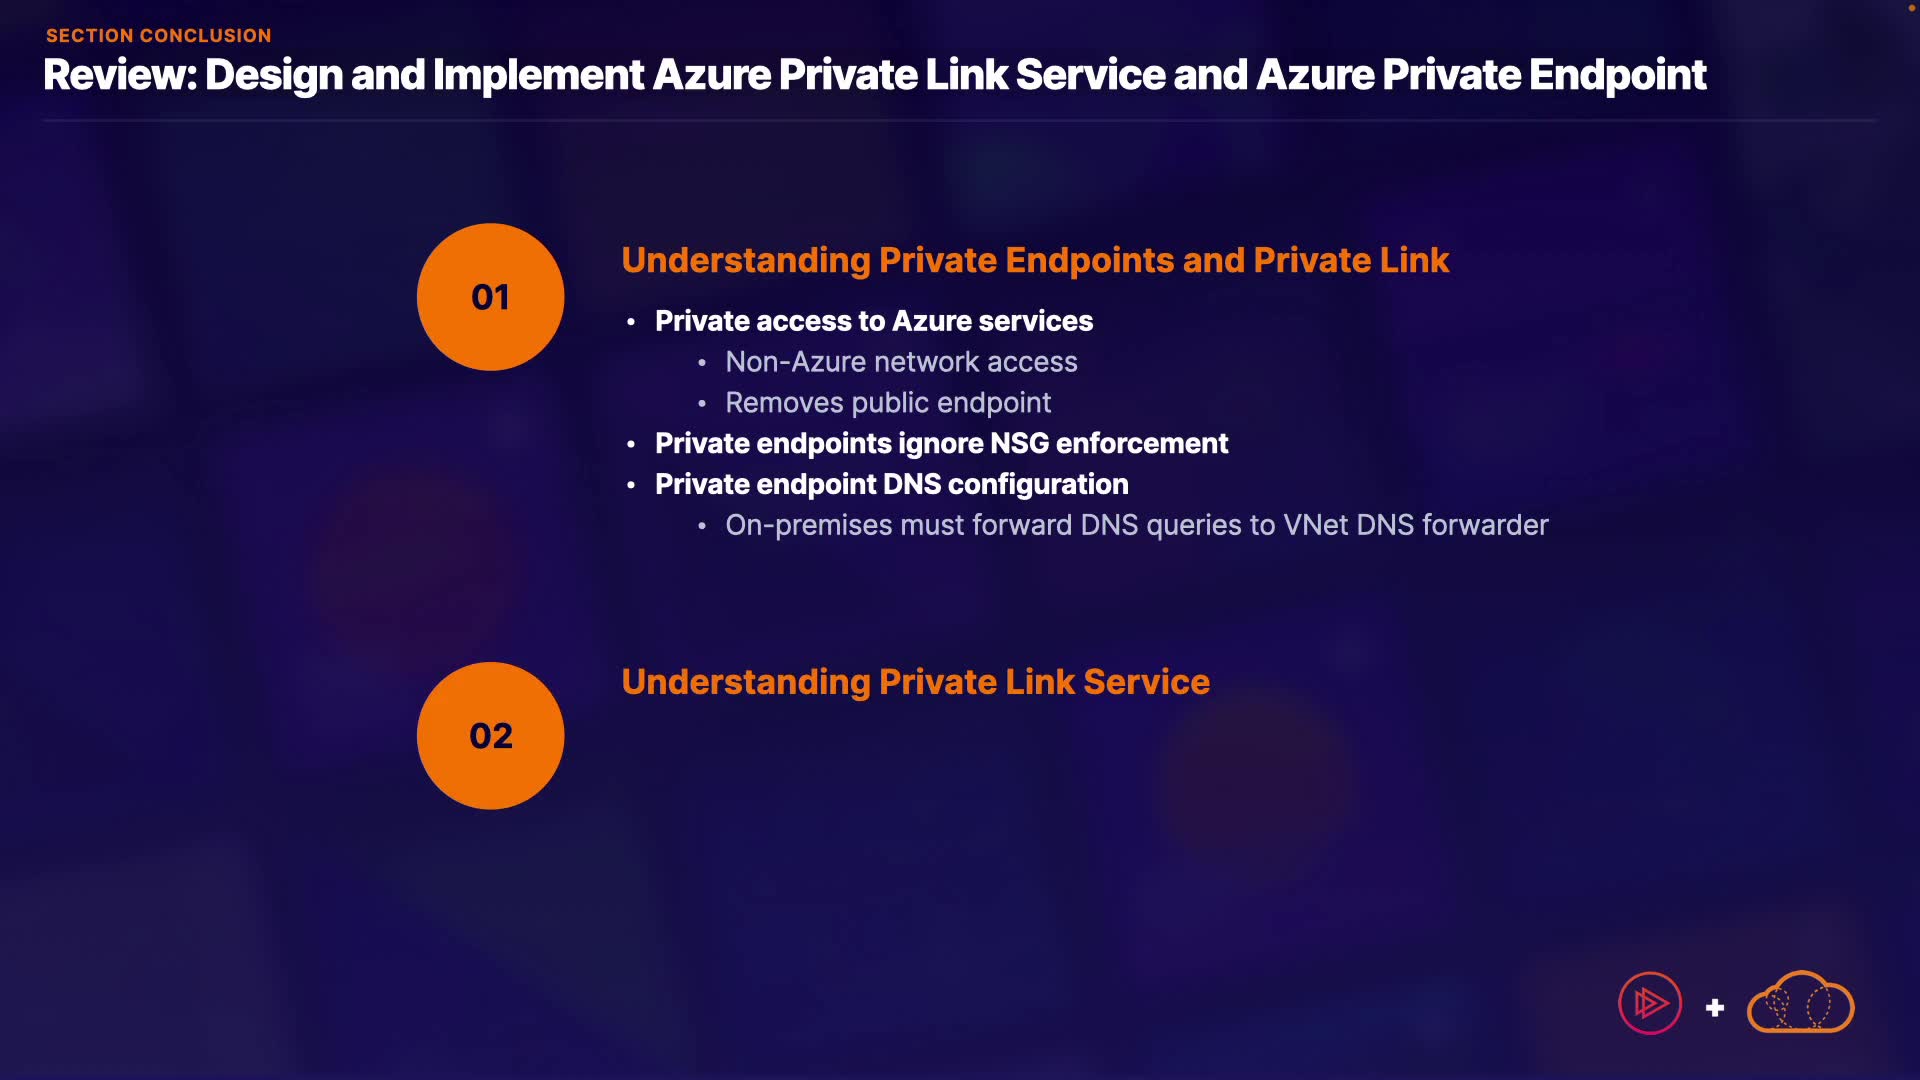 SECTION CONCLUSION
Review: Design and Implement Azure Private Link Service and Azure Private Endpoint
01
Understanding Private Endpoints and Private Link
• Private access to Azure services
• Non-Azure network access
• Removes public endpoint
• Private endpoints ignore NSG enforcement
• Private endpoint DNS configuration
• On-premises must forward DNS queries to VNet DNS forwarder
02
Understanding Private Link Service
+